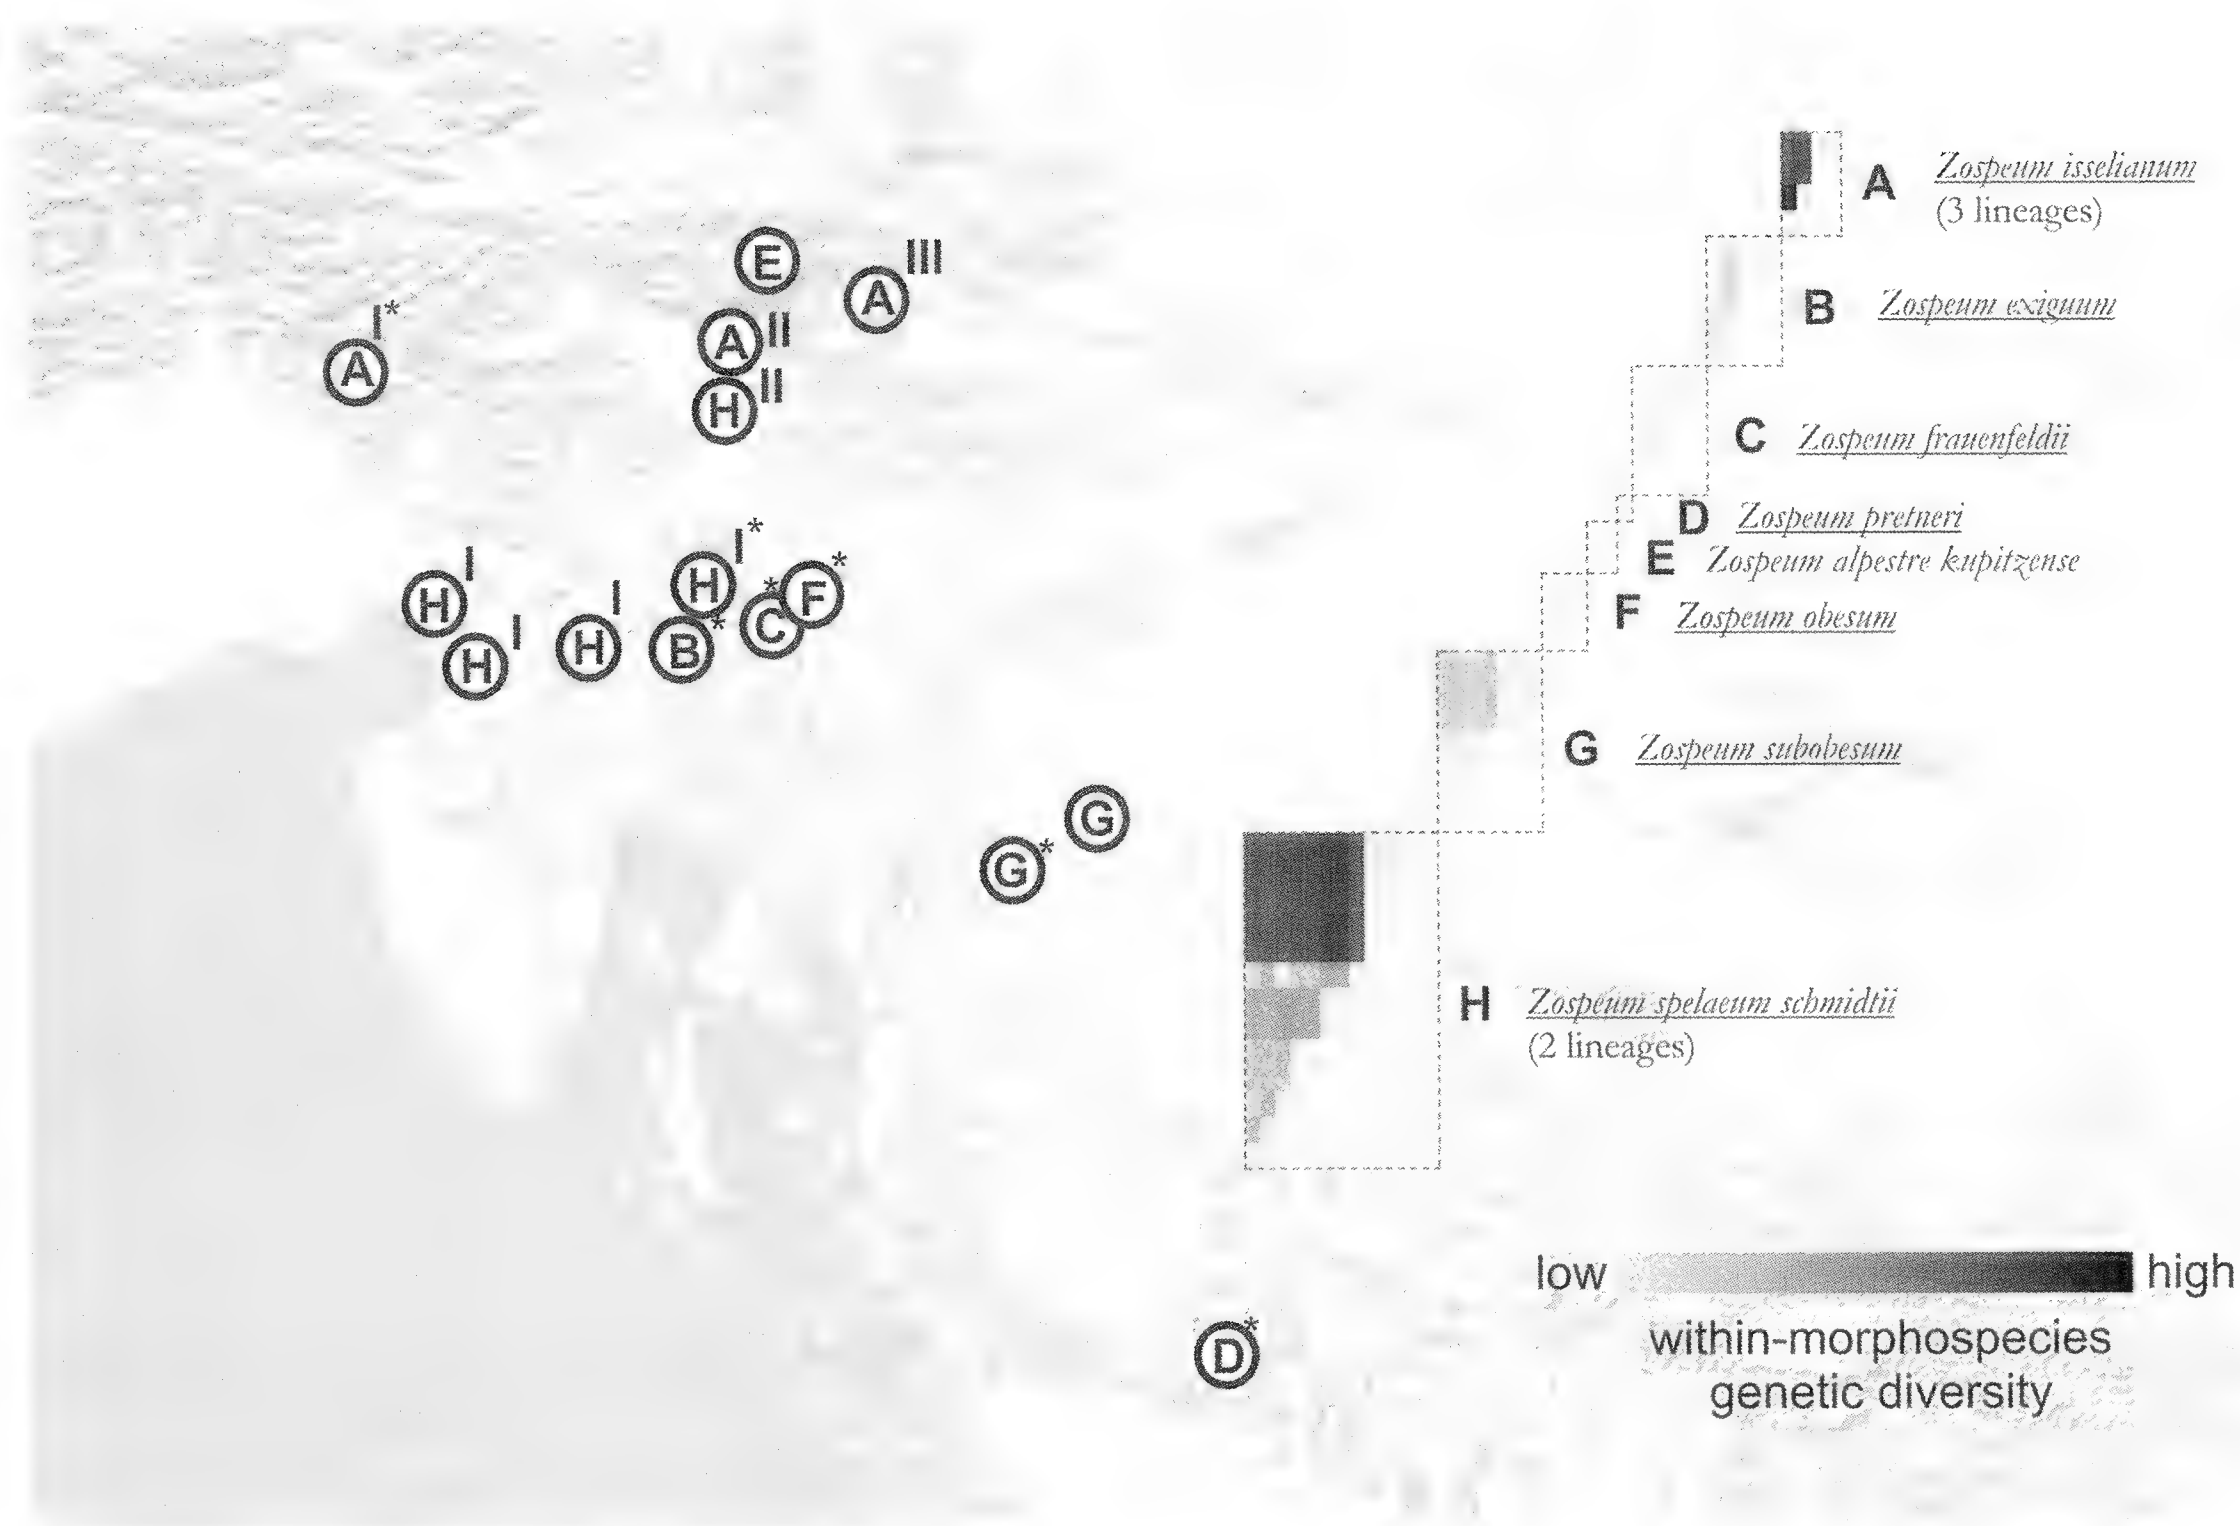 E
A III
A I*
A II
H II
H I
H I
H I
H I*
B *
C *
F *
G *
G
D *
A Zospeum isselianum
(3 lineages)
B Zospeum exiguum
C Zospeum frauenfeldii
D Zospeum pretneri
E Zospeum alpestre kupitzense
F Zospeum obesum
G Zospeum subobesum
H Zospeum spelaeum schmidtii
(2 lineages)
low high
within-morphospecies
genetic diversity